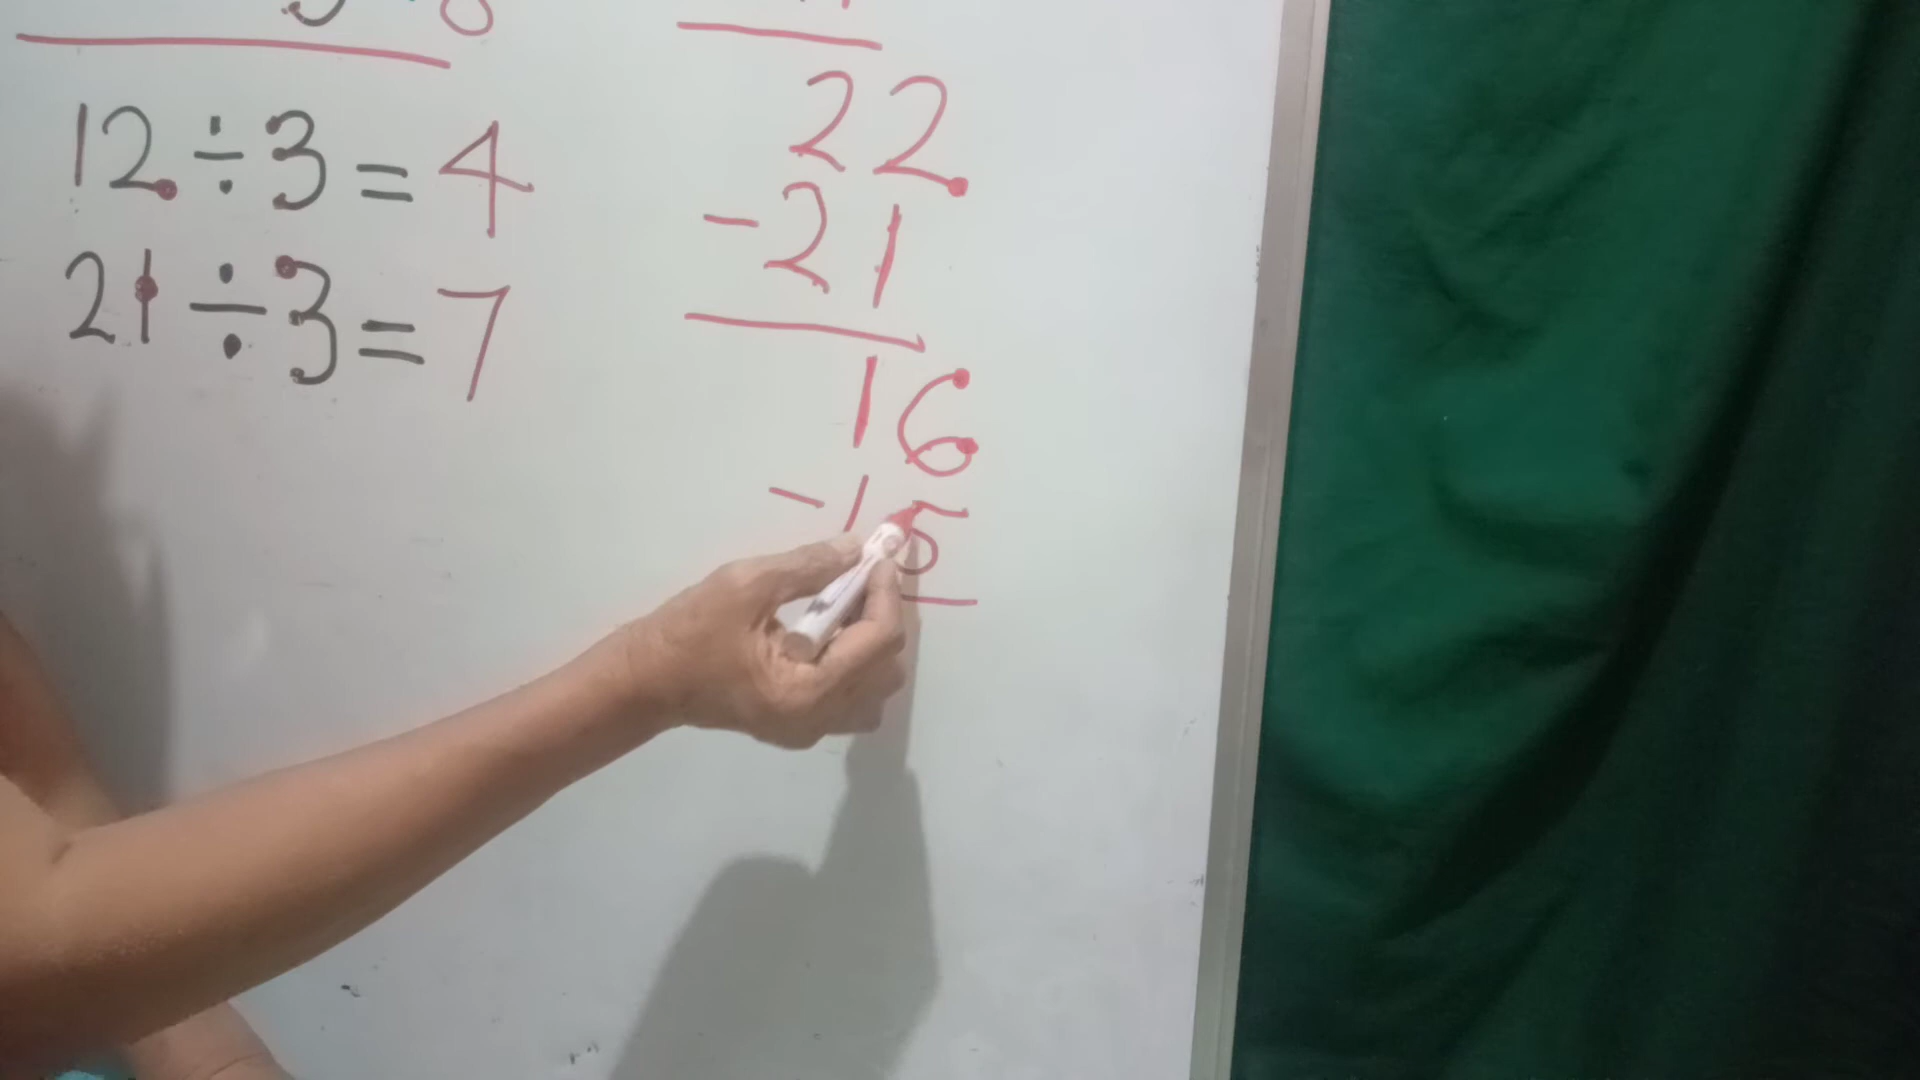 12 ÷ 3 = 4
21 ÷ 3 = 7
22
- 21
16
- 15